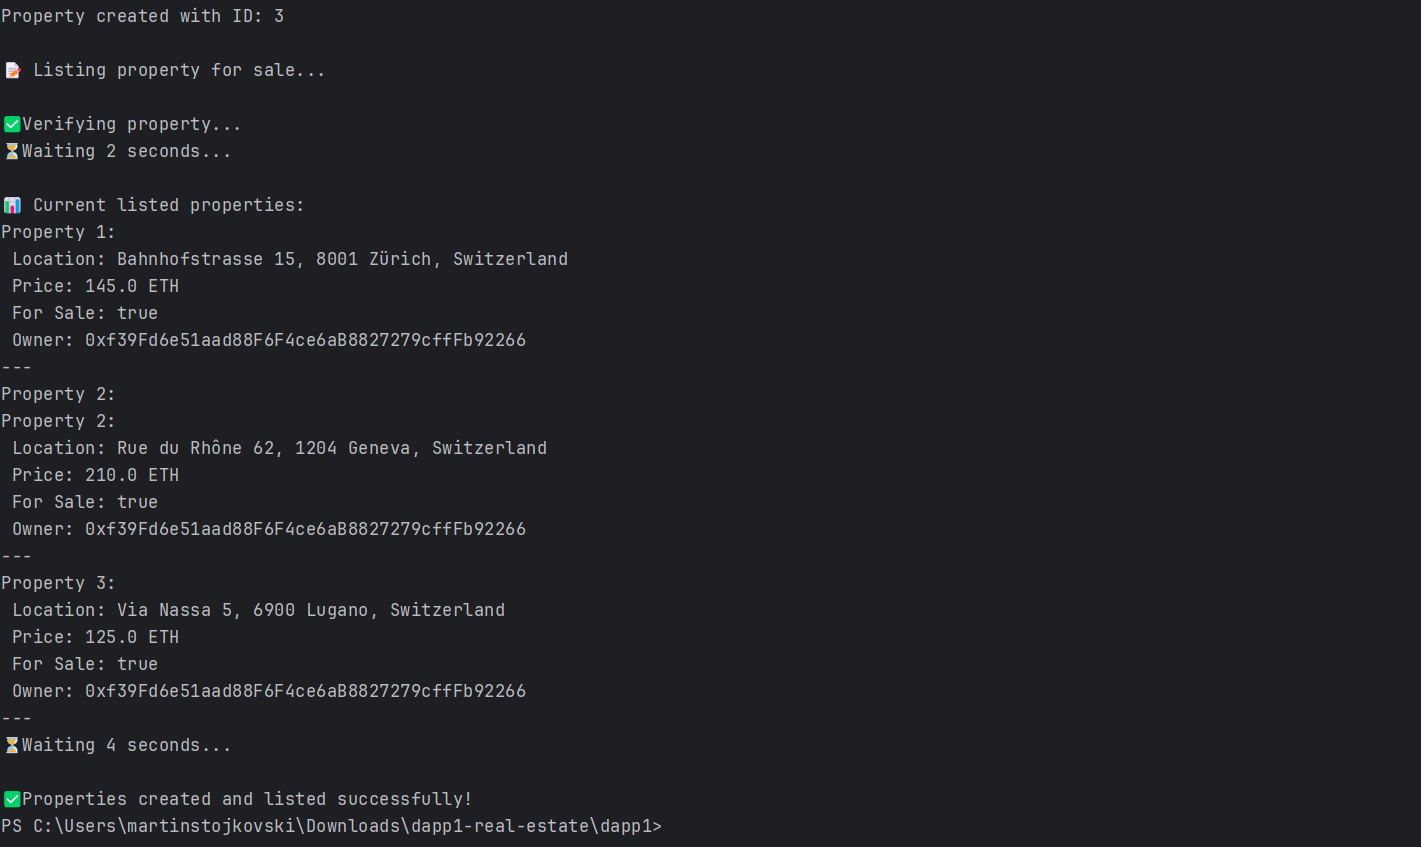 Property created with ID: 3
📝 Listing property for sale...
✅Verifying property...
⏳Waiting 2 seconds...
📊 Current listed properties:
Property 1:
Location: Bahnhofstrasse 15, 8001 Zürich, Switzerland
Price: 145.0 ETH
For Sale: true
Owner: 0xf39Fd6e51aad88F6F4ce6aB8827279cffFb92266
---
Property 2:
Property 2:
Location: Rue du Rhône 62, 1204 Geneva, Switzerland
Price: 210.0 ETH
For Sale: true
Owner: 0xf39Fd6e51aad88F6F4ce6aB8827279cffFb92266
---
Property 3:
Location: Via Nassa 5, 6900 Lugano, Switzerland
Price: 125.0 ETH
For Sale: true
Owner: 0xf39Fd6e51aad88F6F4ce6aB8827279cffFb92266
---
⏳Waiting 4 seconds...
✅Properties created and listed successfully!
PS C:\Users\martinstojkovski\Downloads\dapp1-real-estate\dapp1>